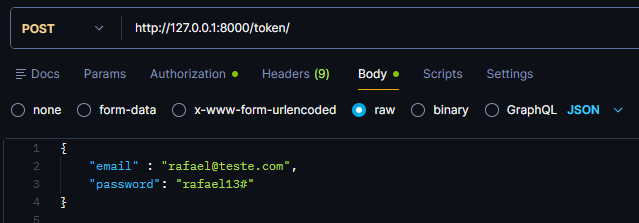 POST http://127.0.0.1:8000/token/
Docs Params Authorization Headers (9) Body Scripts Settings
none form-data x-www-form-urlencoded raw binary GraphQL JSON
1 {
2 "email" : "rafael@teste.com",
3 "password": "rafael13#"
4 }
5